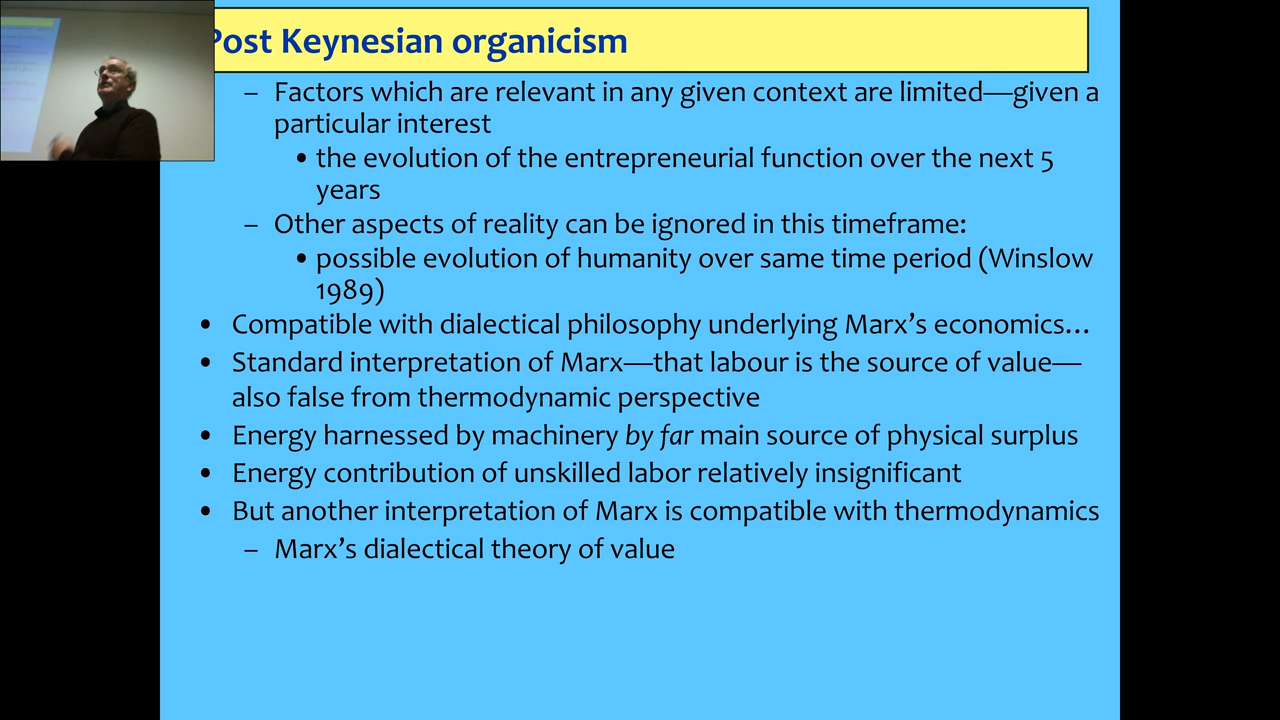 Post Keynesian organicism
– Factors which are relevant in any given context are limited—given a
particular interest
• the evolution of the entrepreneurial function over the next 5
years
– Other aspects of reality can be ignored in this timeframe:
• possible evolution of humanity over same time period (Winslow
1989)
• Compatible with dialectical philosophy underlying Marx’s economics…
• Standard interpretation of Marx—that labour is the source of value—
also false from thermodynamic perspective
• Energy harnessed by machinery by far main source of physical surplus
• Energy contribution of unskilled labor relatively insignificant
• But another interpretation of Marx is compatible with thermodynamics
– Marx’s dialectical theory of value